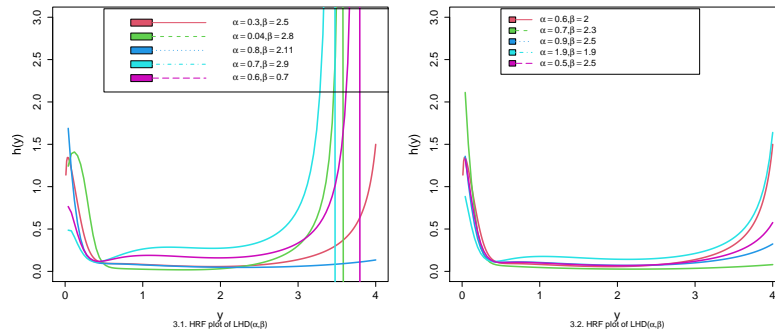 α = 0.3,β = 2.5
α = 0.04,β = 2.8
α = 0.8,β = 2.11
α = 0.7,β = 2.9
α = 0.6,β = 0.7
h(y)
3.0
2.5
2.0
1.5
1.0
0.5
0.0
0 1 2 3 4
y
3.1. HRF plot of LHD(α,β)
α = 0.6,β = 2
α = 0.7,β = 2.3
α = 0.9,β = 2.5
α = 1.9,β = 1.9
α = 0.5,β = 2.5
h(y)
3.0
2.5
2.0
1.5
1.0
0.5
0.0
0 1 2 3 4
y
3.2. HRF plot of LHD(α,β)